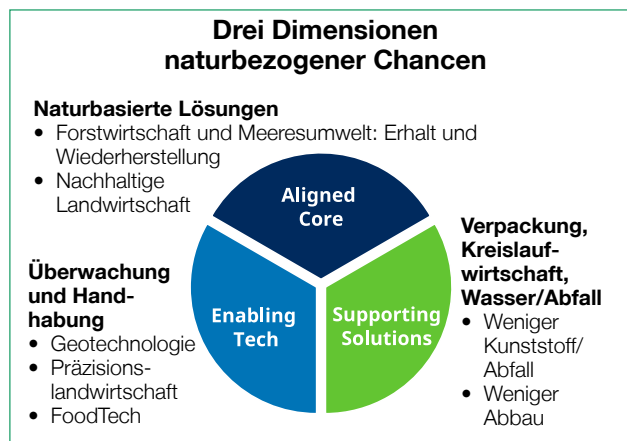 Drei Dimensionen
naturbezogener Chancen
Naturbasierte Lösungen
• Forstwirtschaft und Meeresumwelt: Erhalt und
Wiederherstellung
• Nachhaltige
Landwirtschaft
Aligned
Core
Überwachung
und Hand-
habung
• Geotechnologie
• Präzisions-
landwirtschaft
• FoodTech
Enabling
Tech
Supporting
Solutions
Verpackung,
Kreislauf-
wirtschaft,
Wasser/Abfall
• Weniger
Kunststoff/
Abfall
• Weniger
Abbau